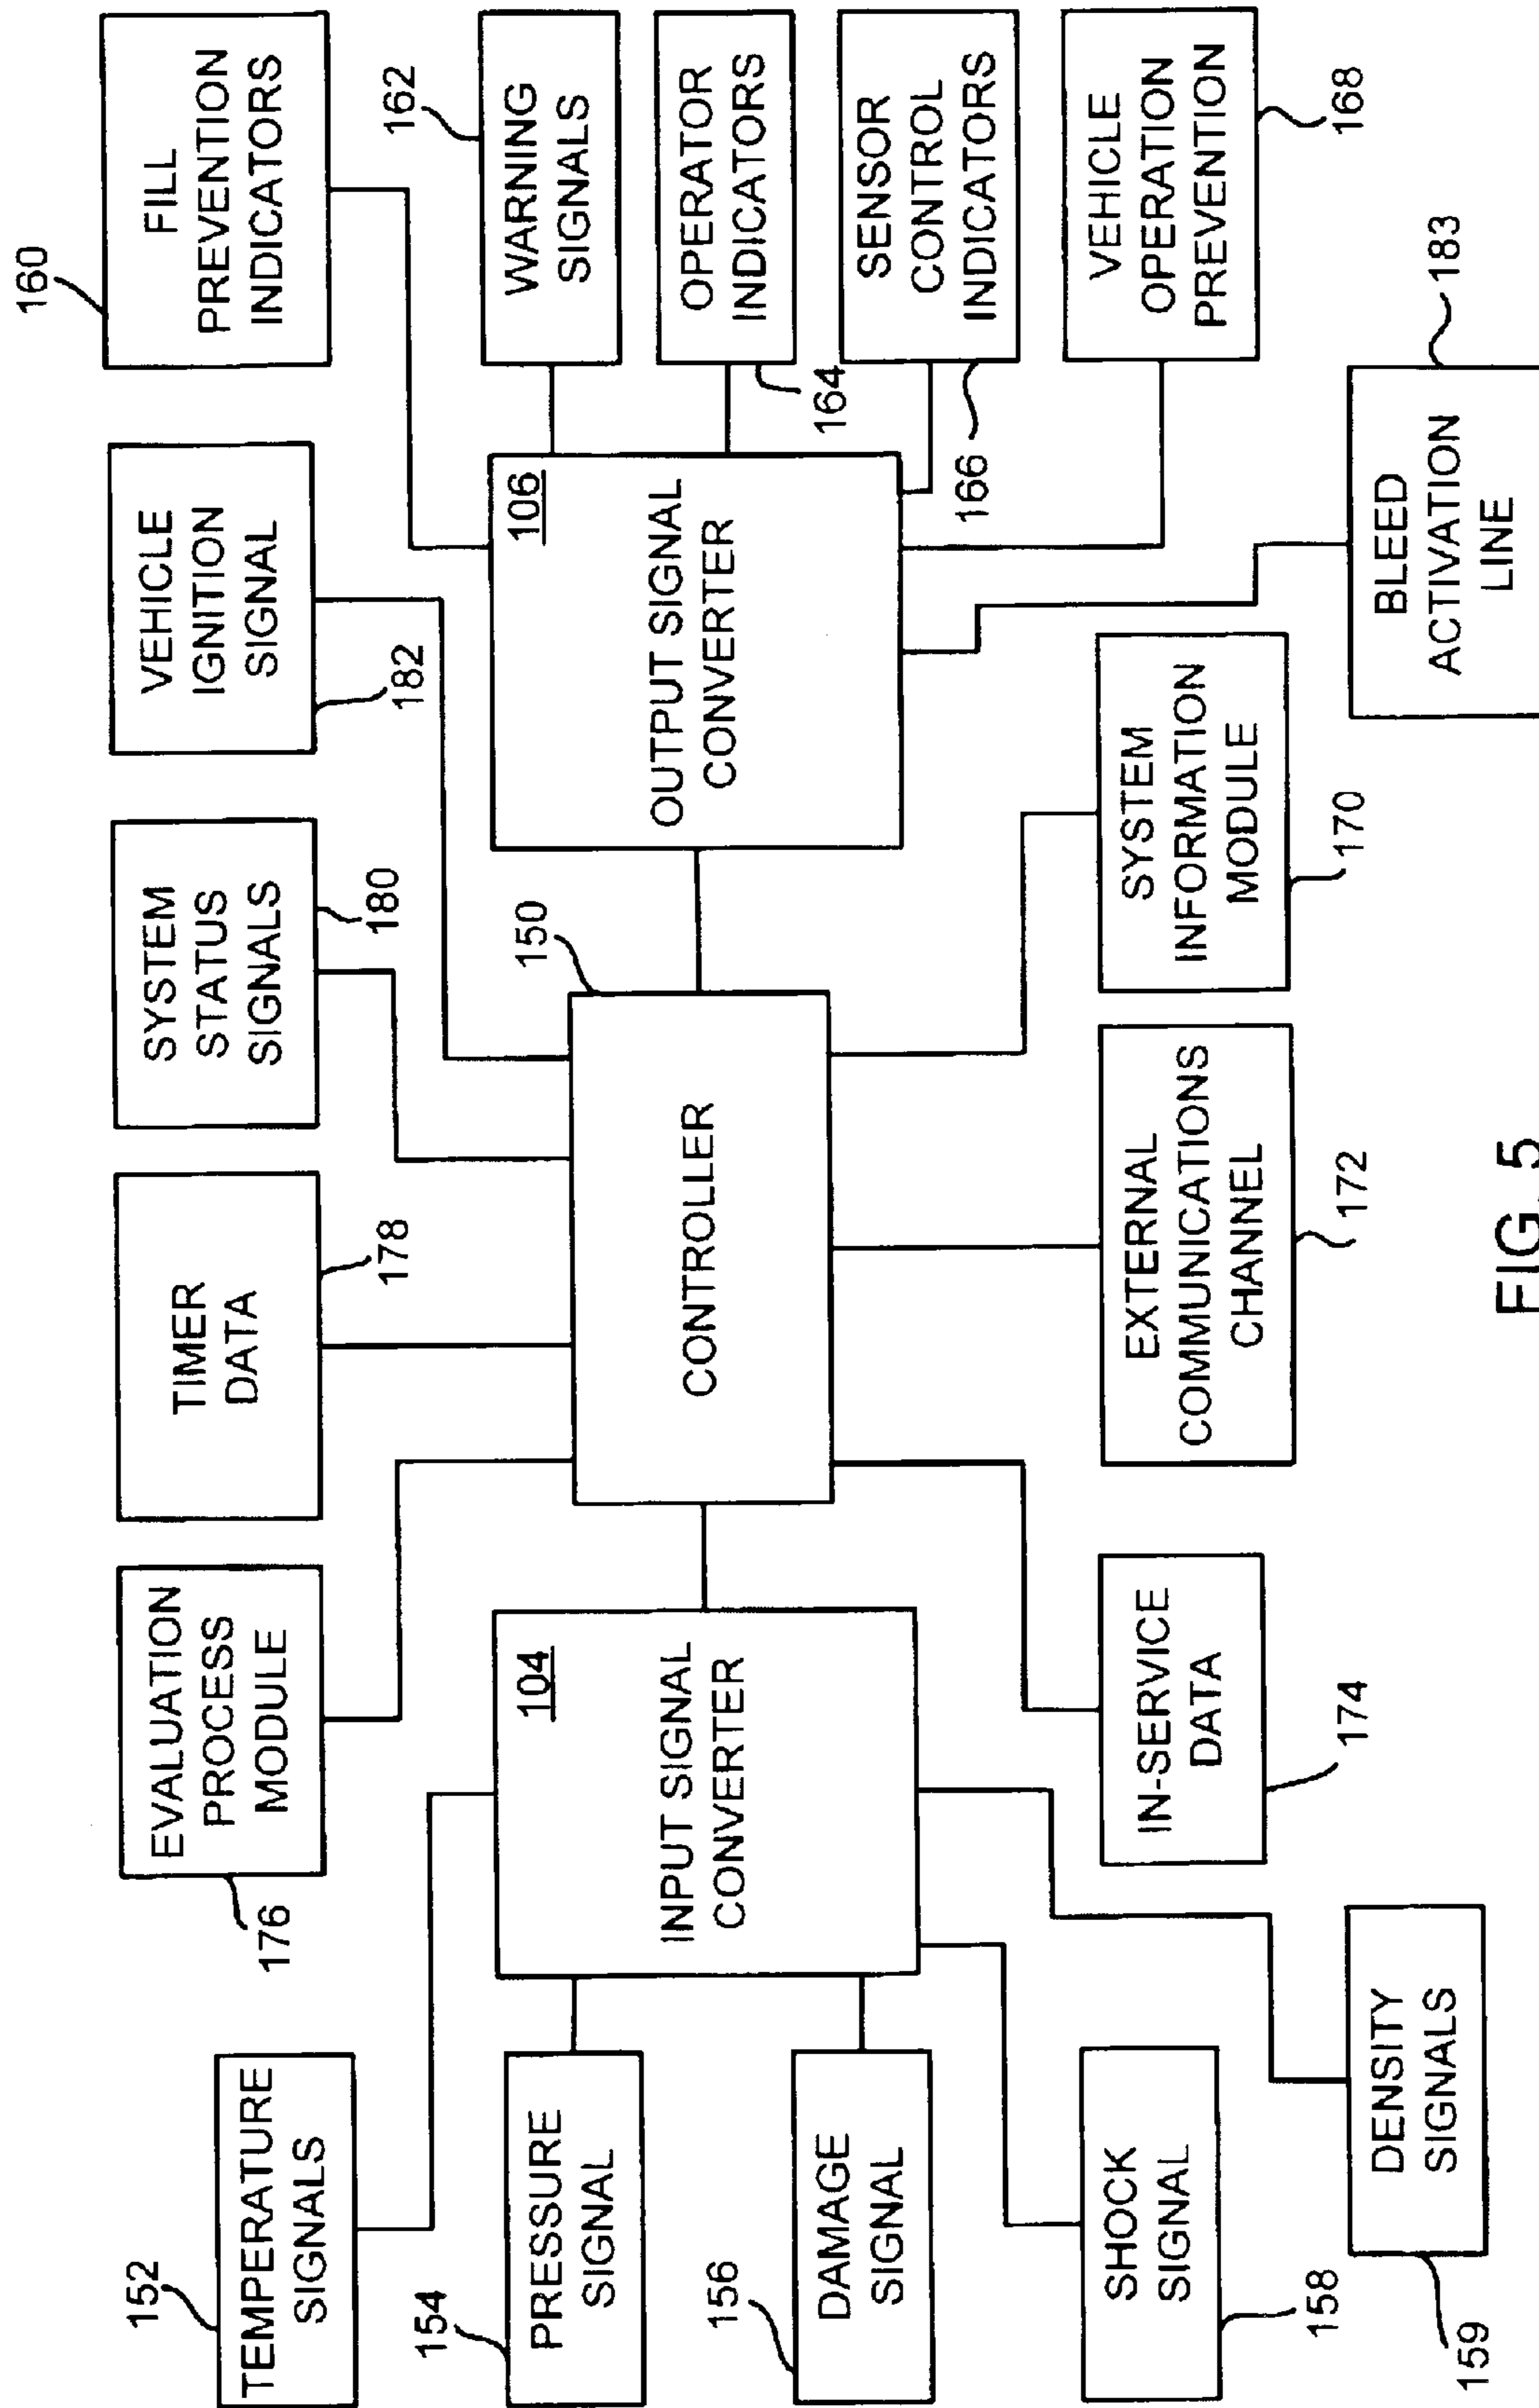 160
FILL
PREVENTION
INDICATORS
162
WARNING
SIGNALS
OPERATOR
INDICATORS
164
SENSOR
CONTROL
INDICATORS
166
VEHICLE
OPERATION
PREVENTION
168
BLEED
ACTIVATION
LINE
183
VEHICLE
IGNITION
SIGNAL
182
106
OUTPUT SIGNAL
CONVERTER
SYSTEM
STATUS
SIGNALS
180
150
CONTROLLER
SYSTEM
INFORMATION
MODULE
170
TIMER
DATA
178
EXTERNAL
COMMUNICATIONS
CHANNEL
172
EVALUATION
PROCESS
MODULE
176
104
INPUT SIGNAL
CONVERTER
IN-SERVICE
DATA
174
152
TEMPERATURE
SIGNALS
154
PRESSURE
SIGNAL
156
DAMAGE
SIGNAL
SHOCK
SIGNAL
158
DENSITY
SIGNALS
159
FIG. 5